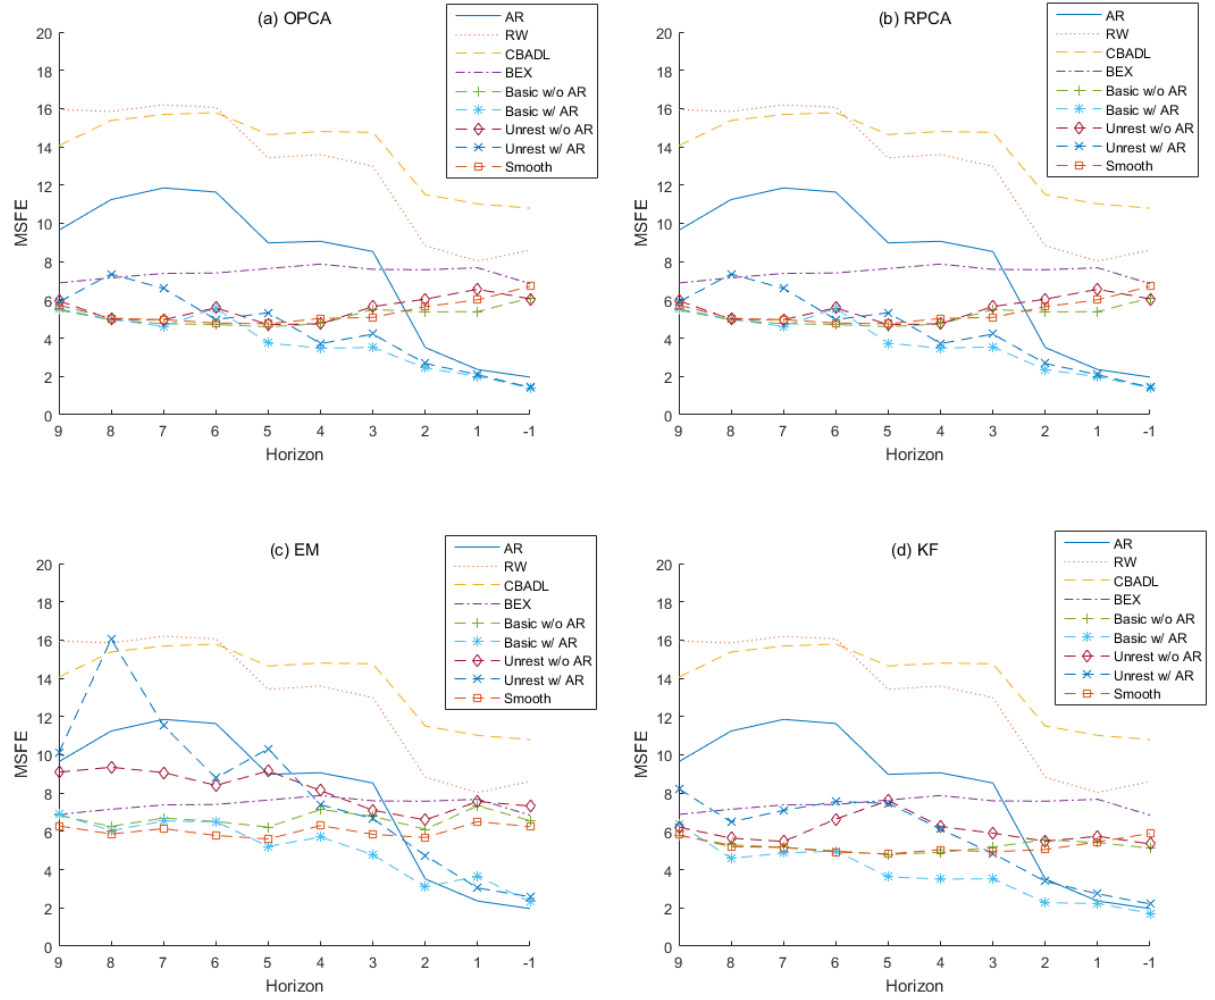 (a) OPCA
AR
RW
CBADL
BEX
Basic w/o AR
Basic w/ AR
Unrest w/o AR
Unrest w/ AR
Smooth
20
18
16
14
12
10
8
6
4
2
0
MSFE
9 8 7 6 5 4 3 2 1 -1
Horizon
(b) RPCA
AR
RW
CBADL
BEX
Basic w/o AR
Basic w/ AR
Unrest w/o AR
Unrest w/ AR
Smooth
20
18
16
14
12
10
8
6
4
2
0
MSFE
9 8 7 6 5 4 3 2 1 -1
Horizon
(c) EM
AR
RW
CBADL
BEX
Basic w/o AR
Basic w/ AR
Unrest w/o AR
Unrest w/ AR
Smooth
20
18
16
14
12
10
8
6
4
2
0
MSFE
9 8 7 6 5 4 3 2 1 -1
Horizon
(d) KF
AR
RW
CBADL
BEX
Basic w/o AR
Basic w/ AR
Unrest w/o AR
Unrest w/ AR
Smooth
20
18
16
14
12
10
8
6
4
2
0
MSFE
9 8 7 6 5 4 3 2 1 -1
Horizon